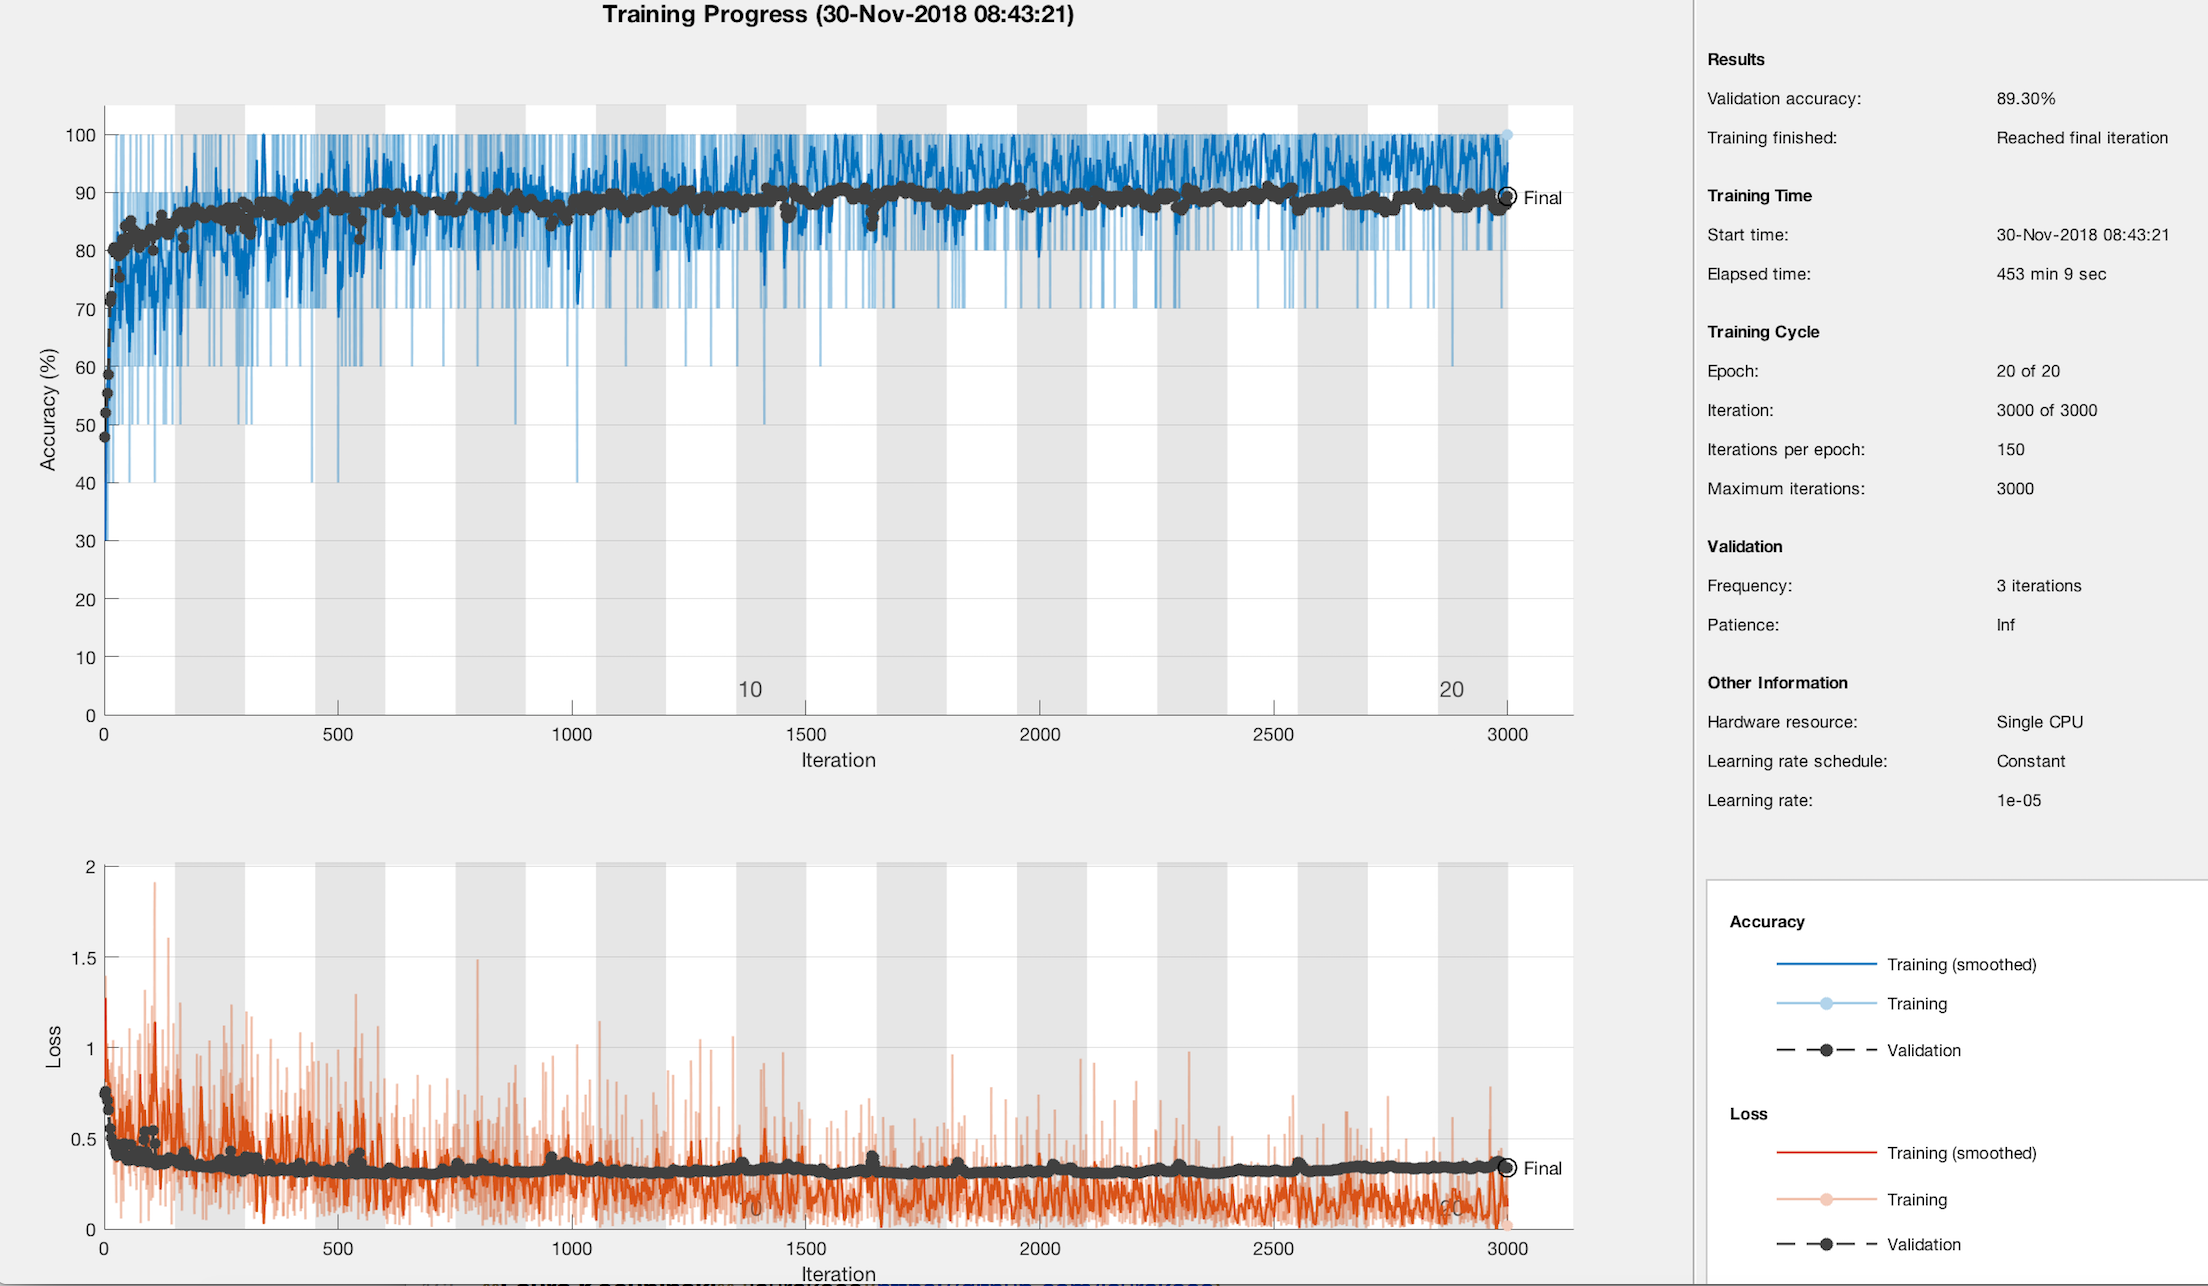 Training Progress (30-Nov-2018 08:43:21)
100
90
80
70
60
50
40
30
20
10
0
Accuracy (%)
10
20
Final
0 500 1000 1500 2000 2500 3000
Iteration
2
1.5
1
0.5
0
Loss
20
Final
0 500 1000 1500 2000 2500 3000
Iteration
Results
Validation accuracy: 89.30%
Training finished: Reached final iteration
Training Time
Start time: 30-Nov-2018 08:43:21
Elapsed time: 453 min 9 sec
Training Cycle
Epoch: 20 of 20
Iteration: 3000 of 3000
Iterations per epoch: 150
Maximum iterations: 3000
Validation
Frequency: 3 iterations
Patience: Inf
Other Information
Hardware resource: Single CPU
Learning rate schedule: Constant
Learning rate: 1e-05
Accuracy
Training (smoothed)
Training
Validation
Loss
Training (smoothed)
Training
Validation